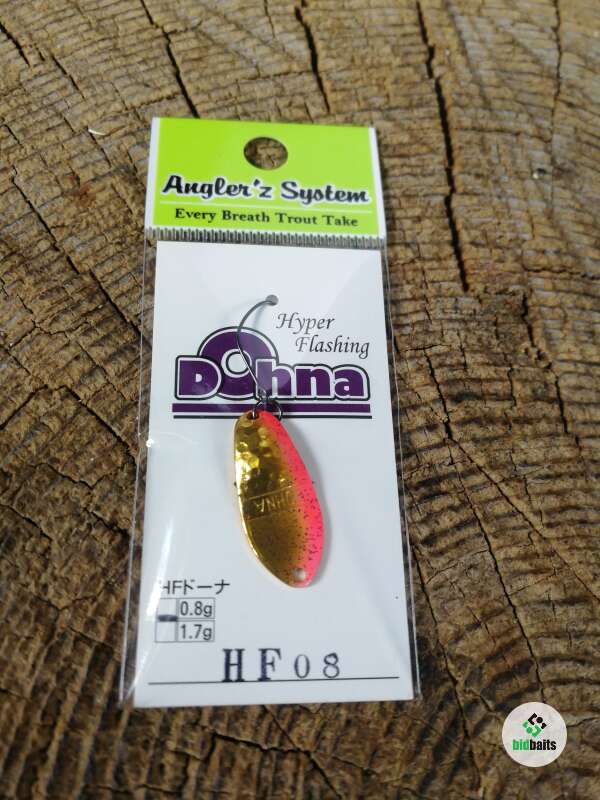 Angler'z System
Every Breath Trout Take
Hyper
Flashing
Dohna
HFドーナ
0.8g
1.7g
HF08
bidbaits